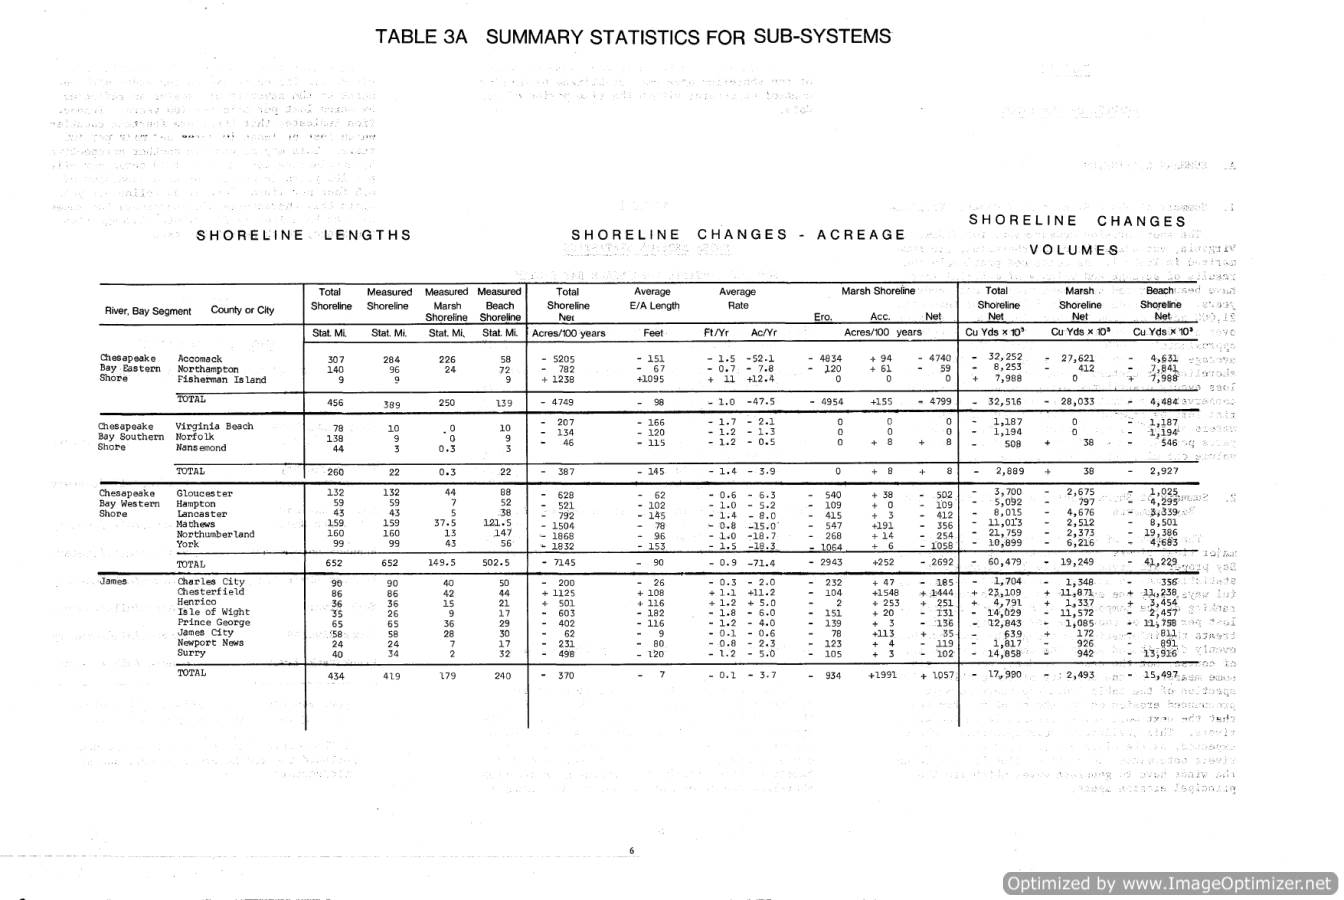 TABLE 3A SUMMARY STATISTICS FOR SUB-SYSTEMS
SHORELINE LENGTHS
SHORELINE CHANGES - ACREAGE
SHORELINE CHANGES
VOLUMES
River, Bay Segment County or City
Total Measured Measured Measured Total Average Average Marsh Shoreline Total Marsh Beach
Shoreline Shoreline Marsh Beach Shoreline E/A Length Rate Shoreline Shoreline Shoreline
Shoreline Shoreline Net Ero. Acc. Net Net Net Net
Stat. Mi. Stat. Mi. Stat. Mi. Stat. Mi. Acres/100 years Feet Ft/Yr Ac/Yr Acres/100 years Cu Yds x 10³ Cu Yds x 10³ Cu Yds x 10³
Chesapeake Accomack 307 284 226 58 - 5205 - 151 - 1.5 -52.1 - 4834 + 94 - 4740 - 32,252 - 27,621 - 4,631
Bay Eastern Northampton 140 96 24 72 - 782 - 67 - 0.7 - 7.8 - 120 + 61 - 59 - 8,253 - 412 - 7,841
Shore Fisherman Island 9 9 9 + 1238 +1095 + 11 +12.4 0 0 0 + 7,988 0 + 7,988
TOTAL 456 389 250 139 - 4749 - 98 - 1.0 -47.5 - 4954 +155 - 4799 - 32,516 - 28,033 - 4,484
Chesapeake Virginia Beach 78 10 0 10 - 207 - 166 - 1.7 - 2.1 0 0 0 - 1,187 0 - 1,187
Bay Southern Norfolk 138 9 0 9 - 134 - 120 - 1.2 - 1.3 0 0 0 - 1,194 0 - 1,194
Shore Nansemond 44 3 0.3 3 - 46 - 115 - 1.2 - 0.5 0 + 8 + 8 - 508 + 38 - 546
TOTAL 260 22 0.3 22 - 387 - 145 - 1.4 - 3.9 0 + 8 + 8 - 2,889 + 38 - 2,927
Chesapeake Gloucester 132 132 44 88 - 628 - 62 - 0.6 - 6.3 - 540 + 38 - 502 - 3,700 - 2,675 - 1,025
Bay Western Hampton 59 59 7 52 - 521 - 102 - 1.0 - 5.2 - 109 + 0 - 109 - 5,092 - 797 - 4,295
Shore Lancaster 43 43 5 38 - 792 - 145 - 1.4 - 8.0 - 415 + 3 - 412 - 8,015 - 4,676 - 3,339
Mathews 159 159 37.5 121.5 - 1504 - 78 - 0.8 -15.0 - 547 +191 - 356 - 11,013 - 2,512 - 8,501
Northumberland 160 160 13 147 - 1868 - 96 - 1.0 -18.7 - 268 + 14 - 254 - 21,759 - 2,373 - 19,386
York 99 99 43 56 - 1832 - 153 - 1.5 -18.3 - 1064 + 6 - 1058 - 10,899 - 6,216 - 4,683
TOTAL 652 652 149.5 502.5 - 7145 - 90 - 0.9 -71.4 - 2943 +252 - 2692 - 60,479 - 19,249 - 41,229
James Charles City 90 90 40 50 - 200 - 26 - 0.3 - 2.0 - 232 + 47 - 185 - 1,704 - 1,348 - 356
Chesterfield 86 86 42 44 + 1125 + 108 + 1.1 +11.2 - 104 +1548 + 1444 + 23,109 + 11,871 + 11,238
Henrico 36 36 15 21 + 501 + 116 + 1.2 + 5.0 - 2 + 253 + 251 + 4,791 + 1,337 + 3,454
Isle of Wight 35 26 9 17 - 603 - 182 - 1.8 - 6.0 - 151 + 20 - 131 - 14,029 - 11,572 - 2,457
Prince George 65 65 36 29 - 402 - 116 - 1.2 - 4.0 - 139 + 3 - 136 - 12,843 - 1,085 - 11,758
James City 58 58 28 30 - 62 - 9 - 0.1 - 0.6 - 78 +113 + 35 - 639 + 172 - 811
Newport News 24 24 7 17 - 231 - 80 - 0.8 - 2.3 - 123 + 4 - 119 - 1,817 - 926 - 891
Surry 40 34 2 32 - 498 - 120 - 1.2 - 5.0 - 105 + 3 - 102 - 14,858 - 942 - 13,916
TOTAL 434 419 179 240 - 370 - 7 - 0.1 - 3.7 - 934 +1991 + 1057 - 17,990 - 2,493 - 15,497
6
Optimized by www.ImageOptimizer.net